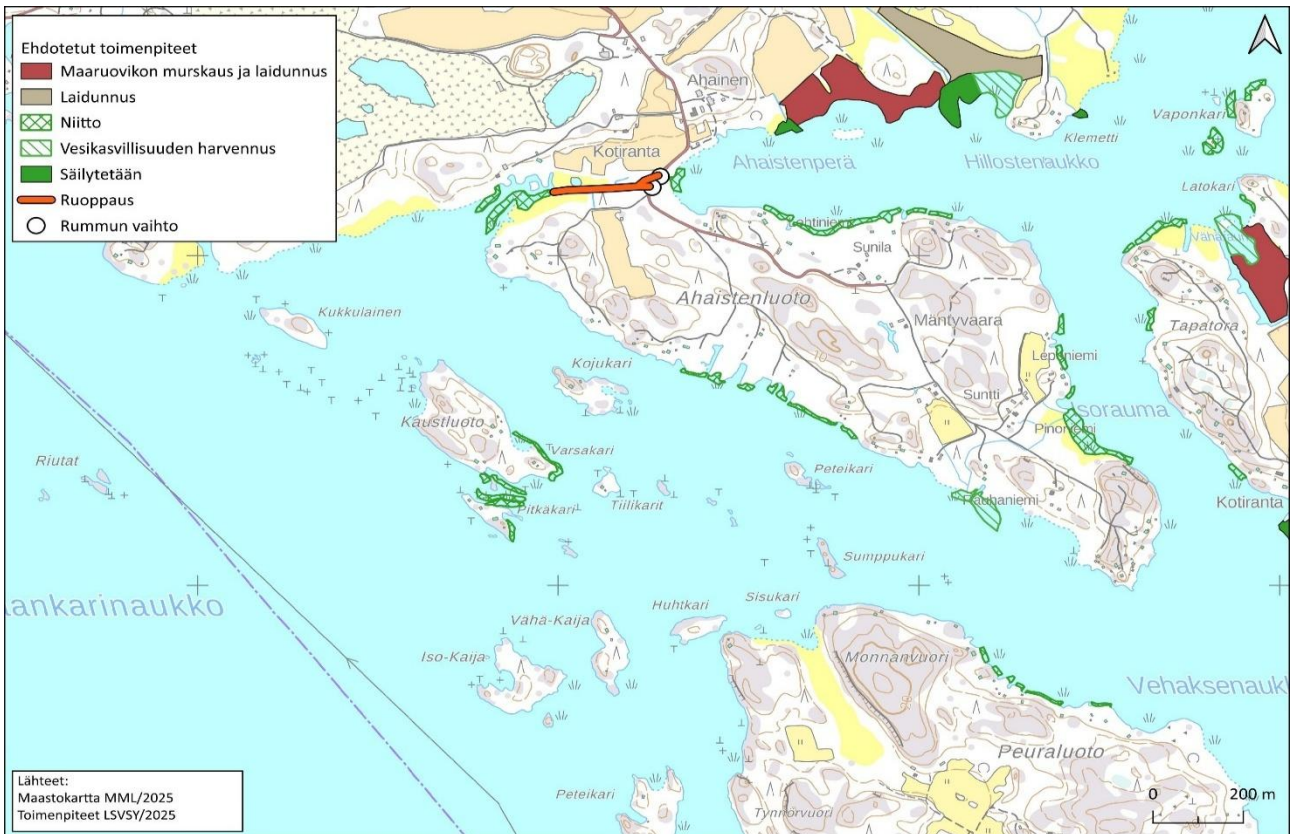 Ehdotetut toimenpiteet
Maaruovikon murskaus ja laidunnus
Laidunnus
Niitto
Vesikasvillisuuden harvennus
Säilytetään
Ruoppaus
Rummun vaihto
Ahainen
Vaponkari
Klemetti
Kotiranta
Ahaistenperä
Hillostenaukko
Latokari
Sunila
Ahaistenluoto
Mäntyvaara
Tapatora
Kukkulainen
Kojukari
Leponiemi
Suntti
sorauma
Kaustluoto
Pinoniemi
Varsakari
Riutat
Peteikari
Kotiranta
Pitkäkari
Tiilikarit
Rauhaniemi
Sumppukari
ankarinaukko
Vähä-Kaija
Huhtkari
Sisukari
Iso-Kaija
Monnanvuori
Vehaksenaukk
Peuraluoto
Lähteet:
Maastokartta MML/2025
Toimenpiteet LSVSY/2025
Peteikari
Tynnörvuori
0 200 m